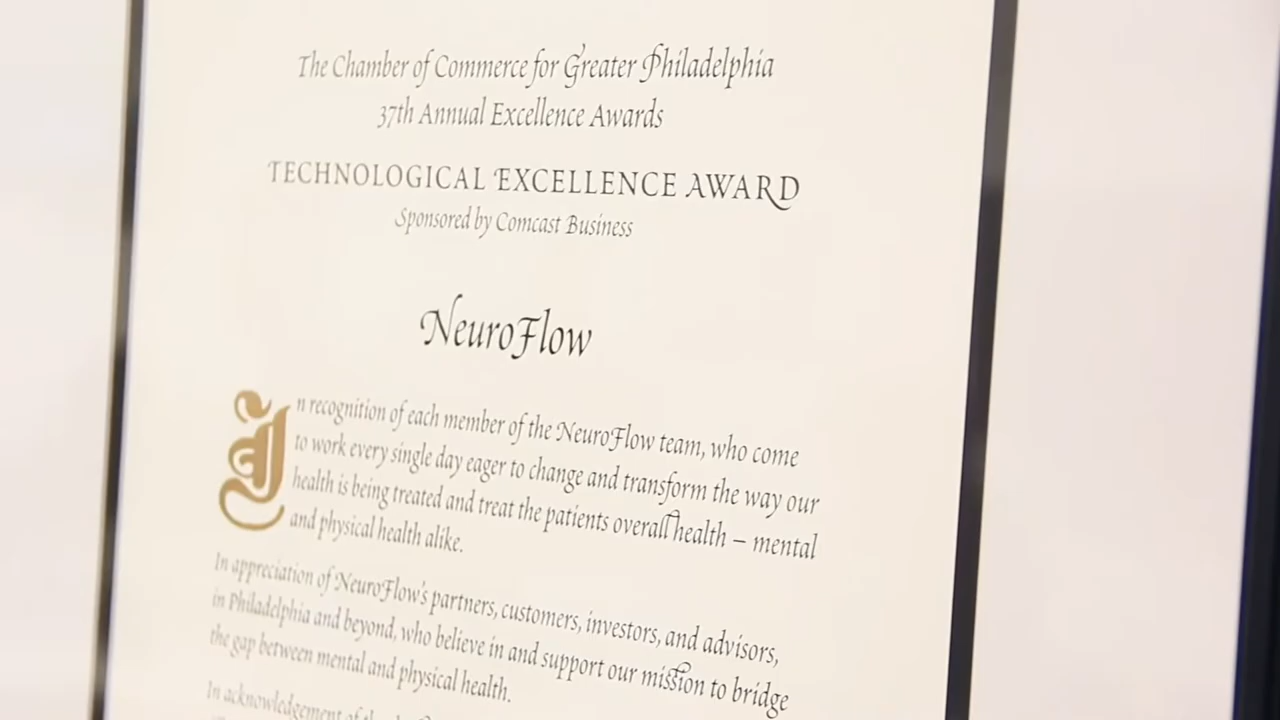 The Chamber of Commerce for Greater Philadelphia
37th Annual Excellence Awards
TECHNOLOGICAL EXCELLENCE AWARD
Sponsored by Comcast Business
NeuroFlow
In recognition of each member of the NeuroFlow team, who come
to work every single day eager to change and transform the way our
health is being treated and treat the patients overall health – mental
and physical health alike.
In appreciation of NeuroFlow's partners, customers, investors, and advisors,
in Philadelphia and beyond, who believe in and support our mission to bridge
the gap between mental and physical health.
In acknowledgement of